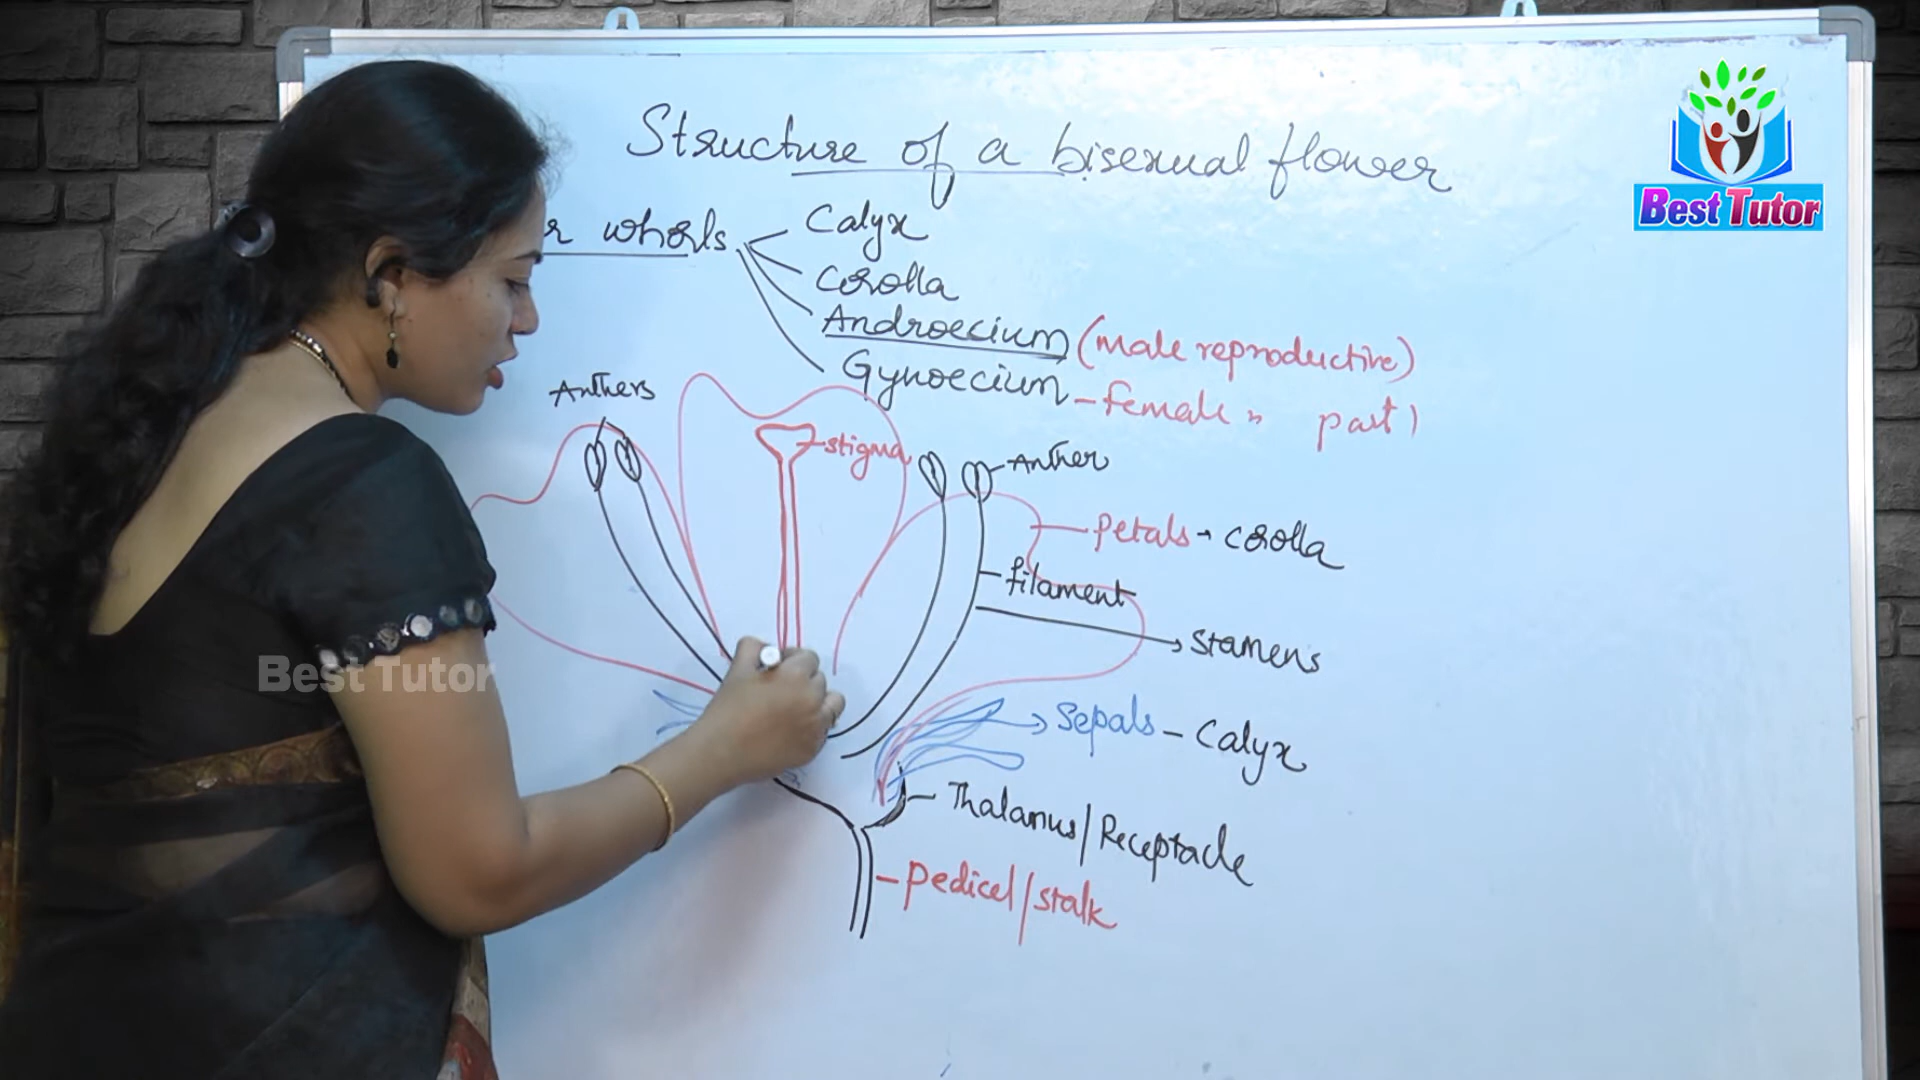 Structure of a bisexual flower
r whorls
Calyx
Corolla
Androecium (male reproductive)
Gynoecium - female " part)
Anthers
stigma
Anther
Petals - Corolla
filament
Stamens
Sepals - Calyx
Thalamus/Receptacle
Pedicel/stalk
Best Tutor
Best Tutor